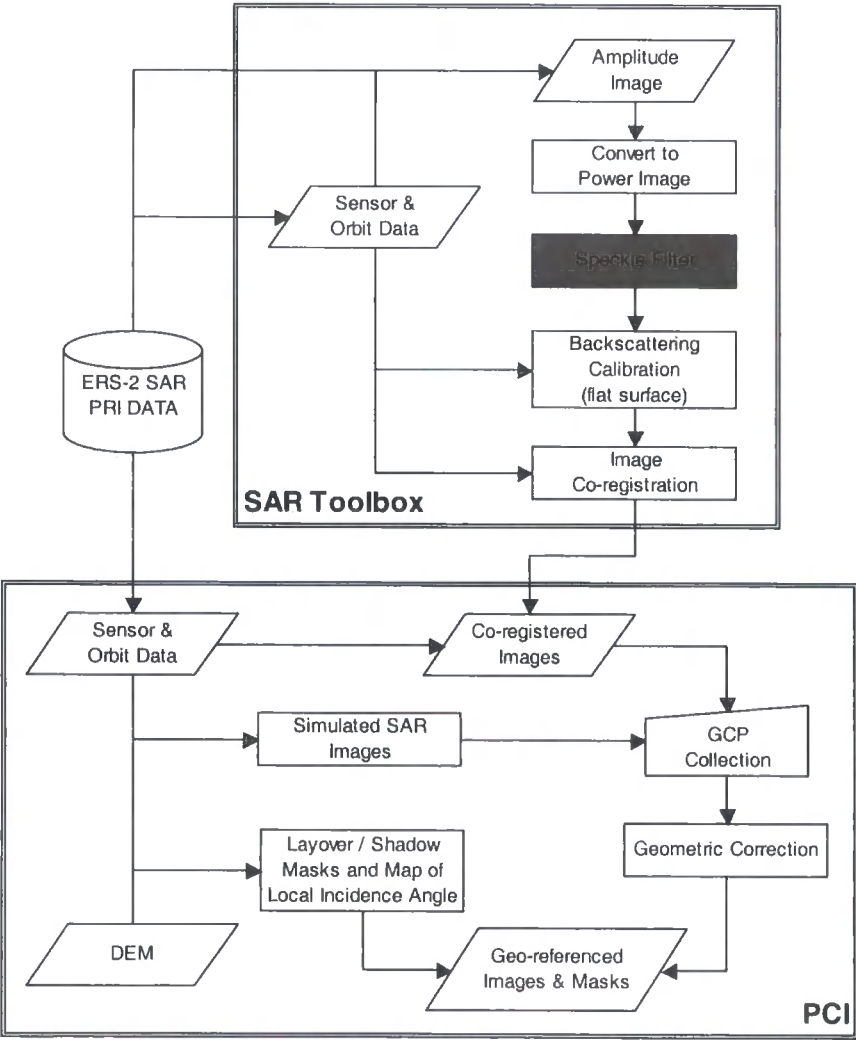 Amplitude
Image
Convert to
Power Image
Sensor &
Orbit Data
Speckle Filter
Backscattering
Calibration
(flat surface)
ERS-2 SAR
PRI DATA
Image
Co-registration
SAR Toolbox
Sensor &
Orbit Data
Co-registered
Images
Simulated SAR
Images
GCP
Collection
Layover / Shadow
Masks and Map of
Local Incidence Angle
Geometric Correction
DEM
Geo-referenced
Images & Masks
PCI